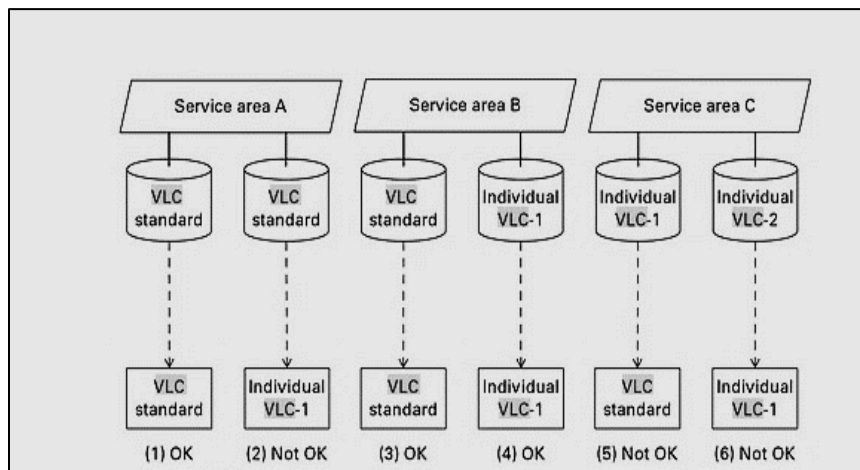 Service area A
Service area B
Service area C
VLC
standard
VLC
standard
VLC
standard
Individual
VLC-1
Individual
VLC-1
Individual
VLC-2
VLC
standard
Individual
VLC-1
VLC
standard
Individual
VLC-1
VLC
standard
Individual
VLC-1
(1) OK
(2) Not OK
(3) OK
(4) OK
(5) Not OK
(6) Not OK